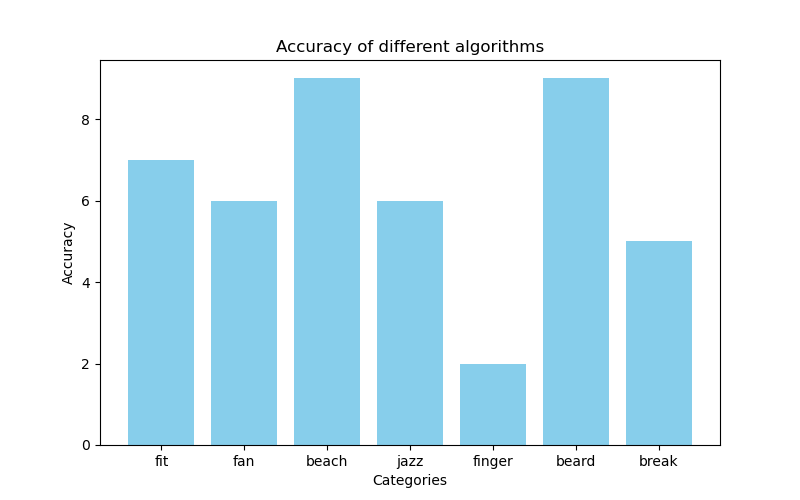 Accuracy of different algorithms
Accuracy
8
6
4
2
0
fit fan beach jazz finger beard break
Categories